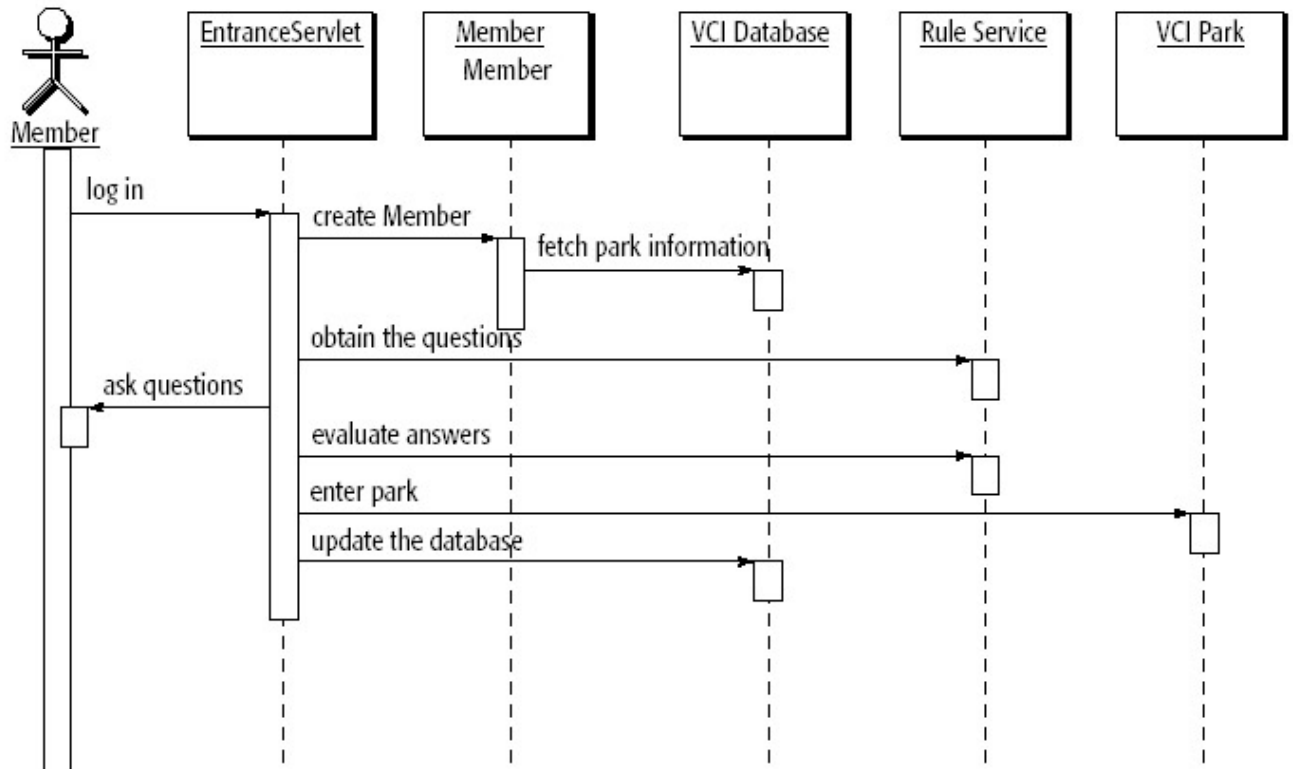 EntranceServlet
Member
Member
VCI Database
Rule Service
VCI Park
Member
log in
create Member
fetch park information
obtain the questions
ask questions
evaluate answers
enter park
update the database